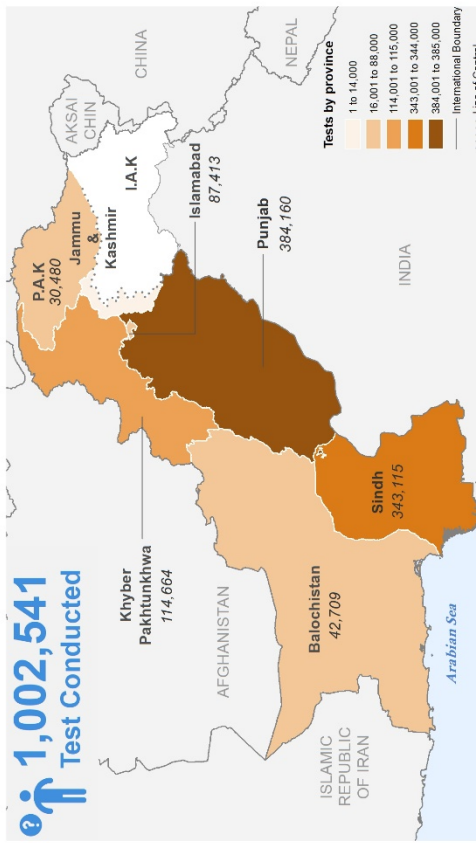 ?
1,002,541
Test Conducted
CHINA
AKSAI
CHIN
NEPAL
P.A.K
30,480
Jammu
&
Kashmir
I.A.K
Islamabad
87,413
Khyber
Pakhtunkhwa
114,664
Punjab
384,160
AFGHANISTAN
INDIA
Balochistan
42,709
Sindh
343,115
ISLAMIC
REPUBLIC
OF IRAN
Arabian Sea
Tests by province
1 to 14,000
16,001 to 88,000
114,001 to 115,000
343,001 to 344,000
384,001 to 385,000
International Boundary